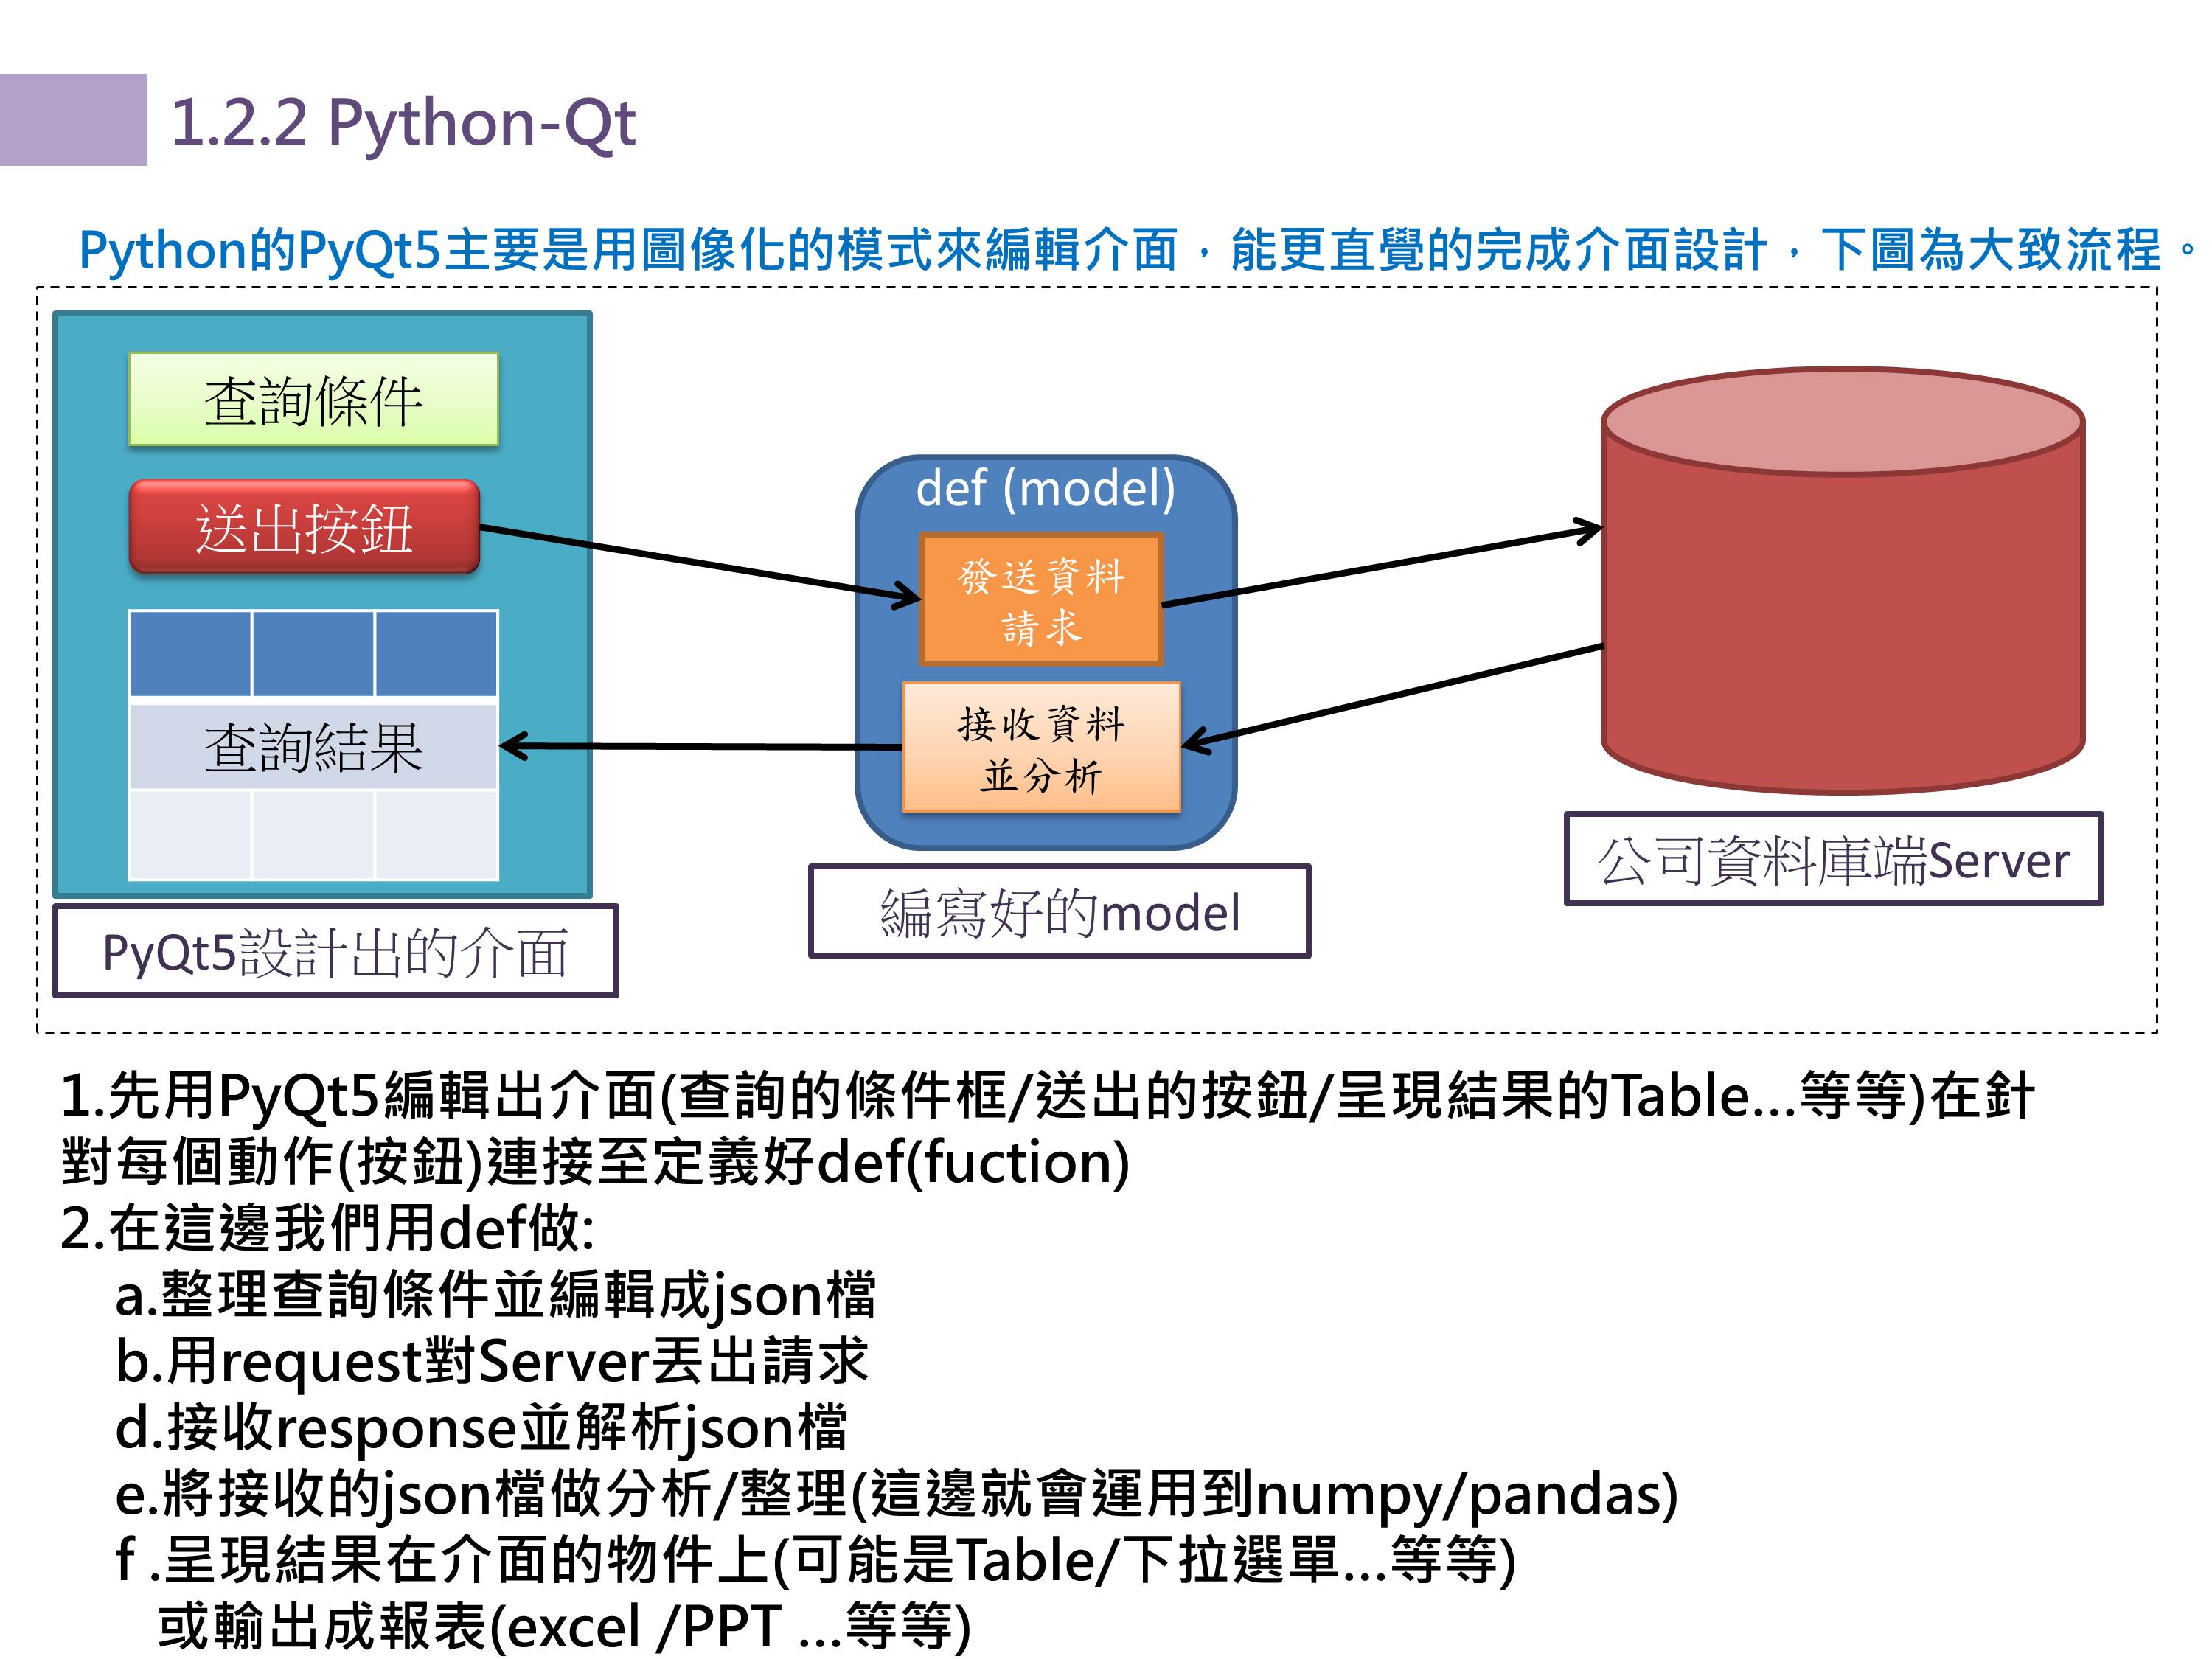 1.2.2 Python-Qt
Python的PyQt5主要是用圖像化的模式來編輯介面，能更直覺的完成介面設計，下圖為大致流程。
查詢條件
送出按鈕
查詢結果
PyQt5設計出的介面
def (model)
發送資料
請求
接收資料
並分析
編寫好的model
公司資料庫端Server
1.先用PyQt5編輯出介面(查詢的條件框/送出的按鈕/呈現結果的Table...等等)在針
對每個動作(按鈕)連接至定義好def(fuction)
2.在這邊我們用def做:
a.整理查詢條件並編輯成json檔
b.用request對Server丟出請求
d.接收response並解析json檔
e.將接收的json檔做分析/整理(這邊就會運用到numpy/pandas)
f .呈現結果在介面的物件上(可能是Table/下拉選單...等等)
或輸出成報表(excel /PPT ...等等)